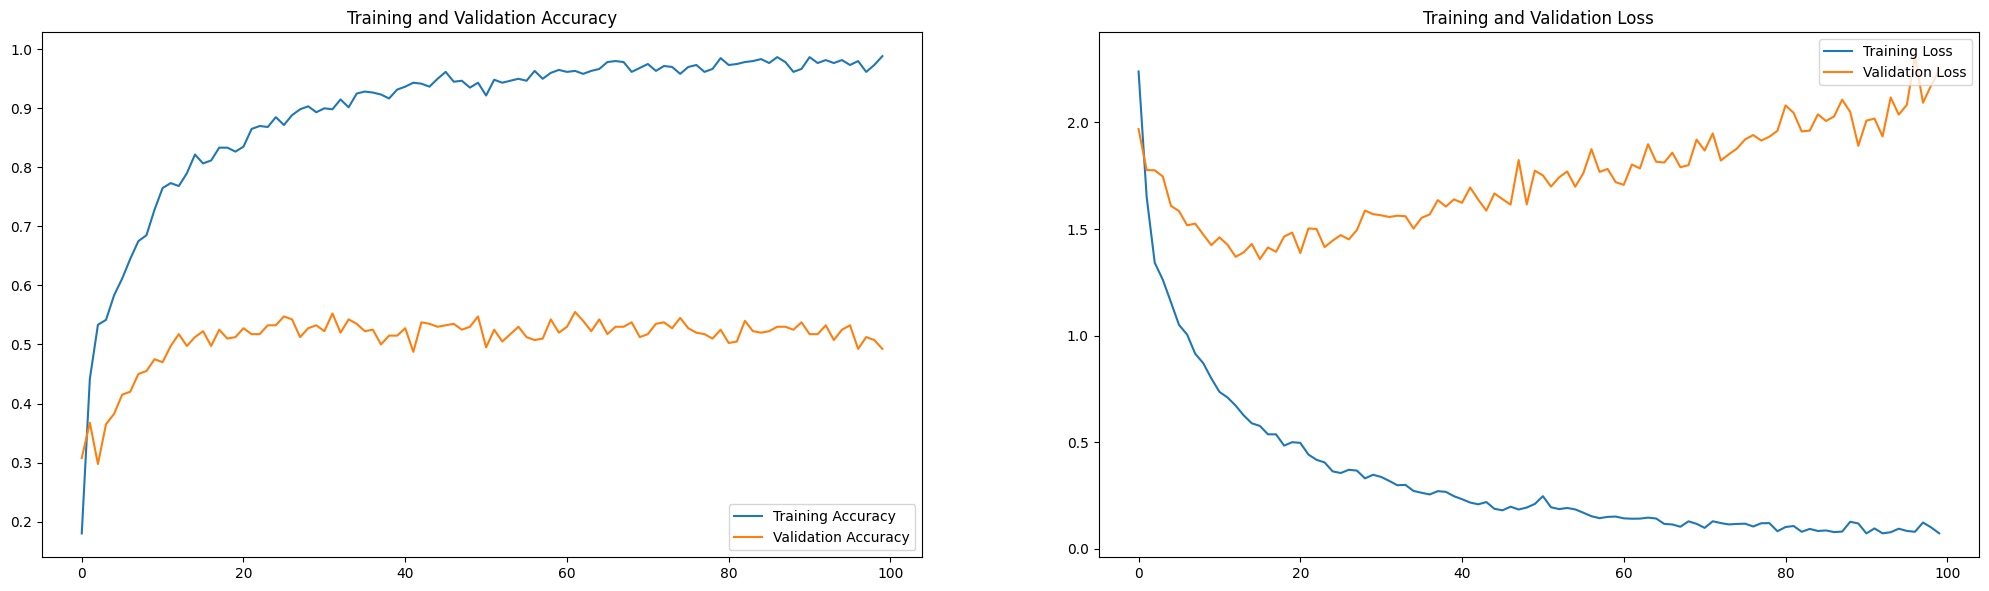 Training and Validation Accuracy
1.0
0.9
0.8
0.7
0.6
0.5
0.4
0.3
0.2
Training Accuracy
Validation Accuracy
0 20 40 60 80 100
Training and Validation Loss
Training Loss
Validation Loss
2.0
1.5
1.0
0.5
0.0
0 20 40 60 80 100